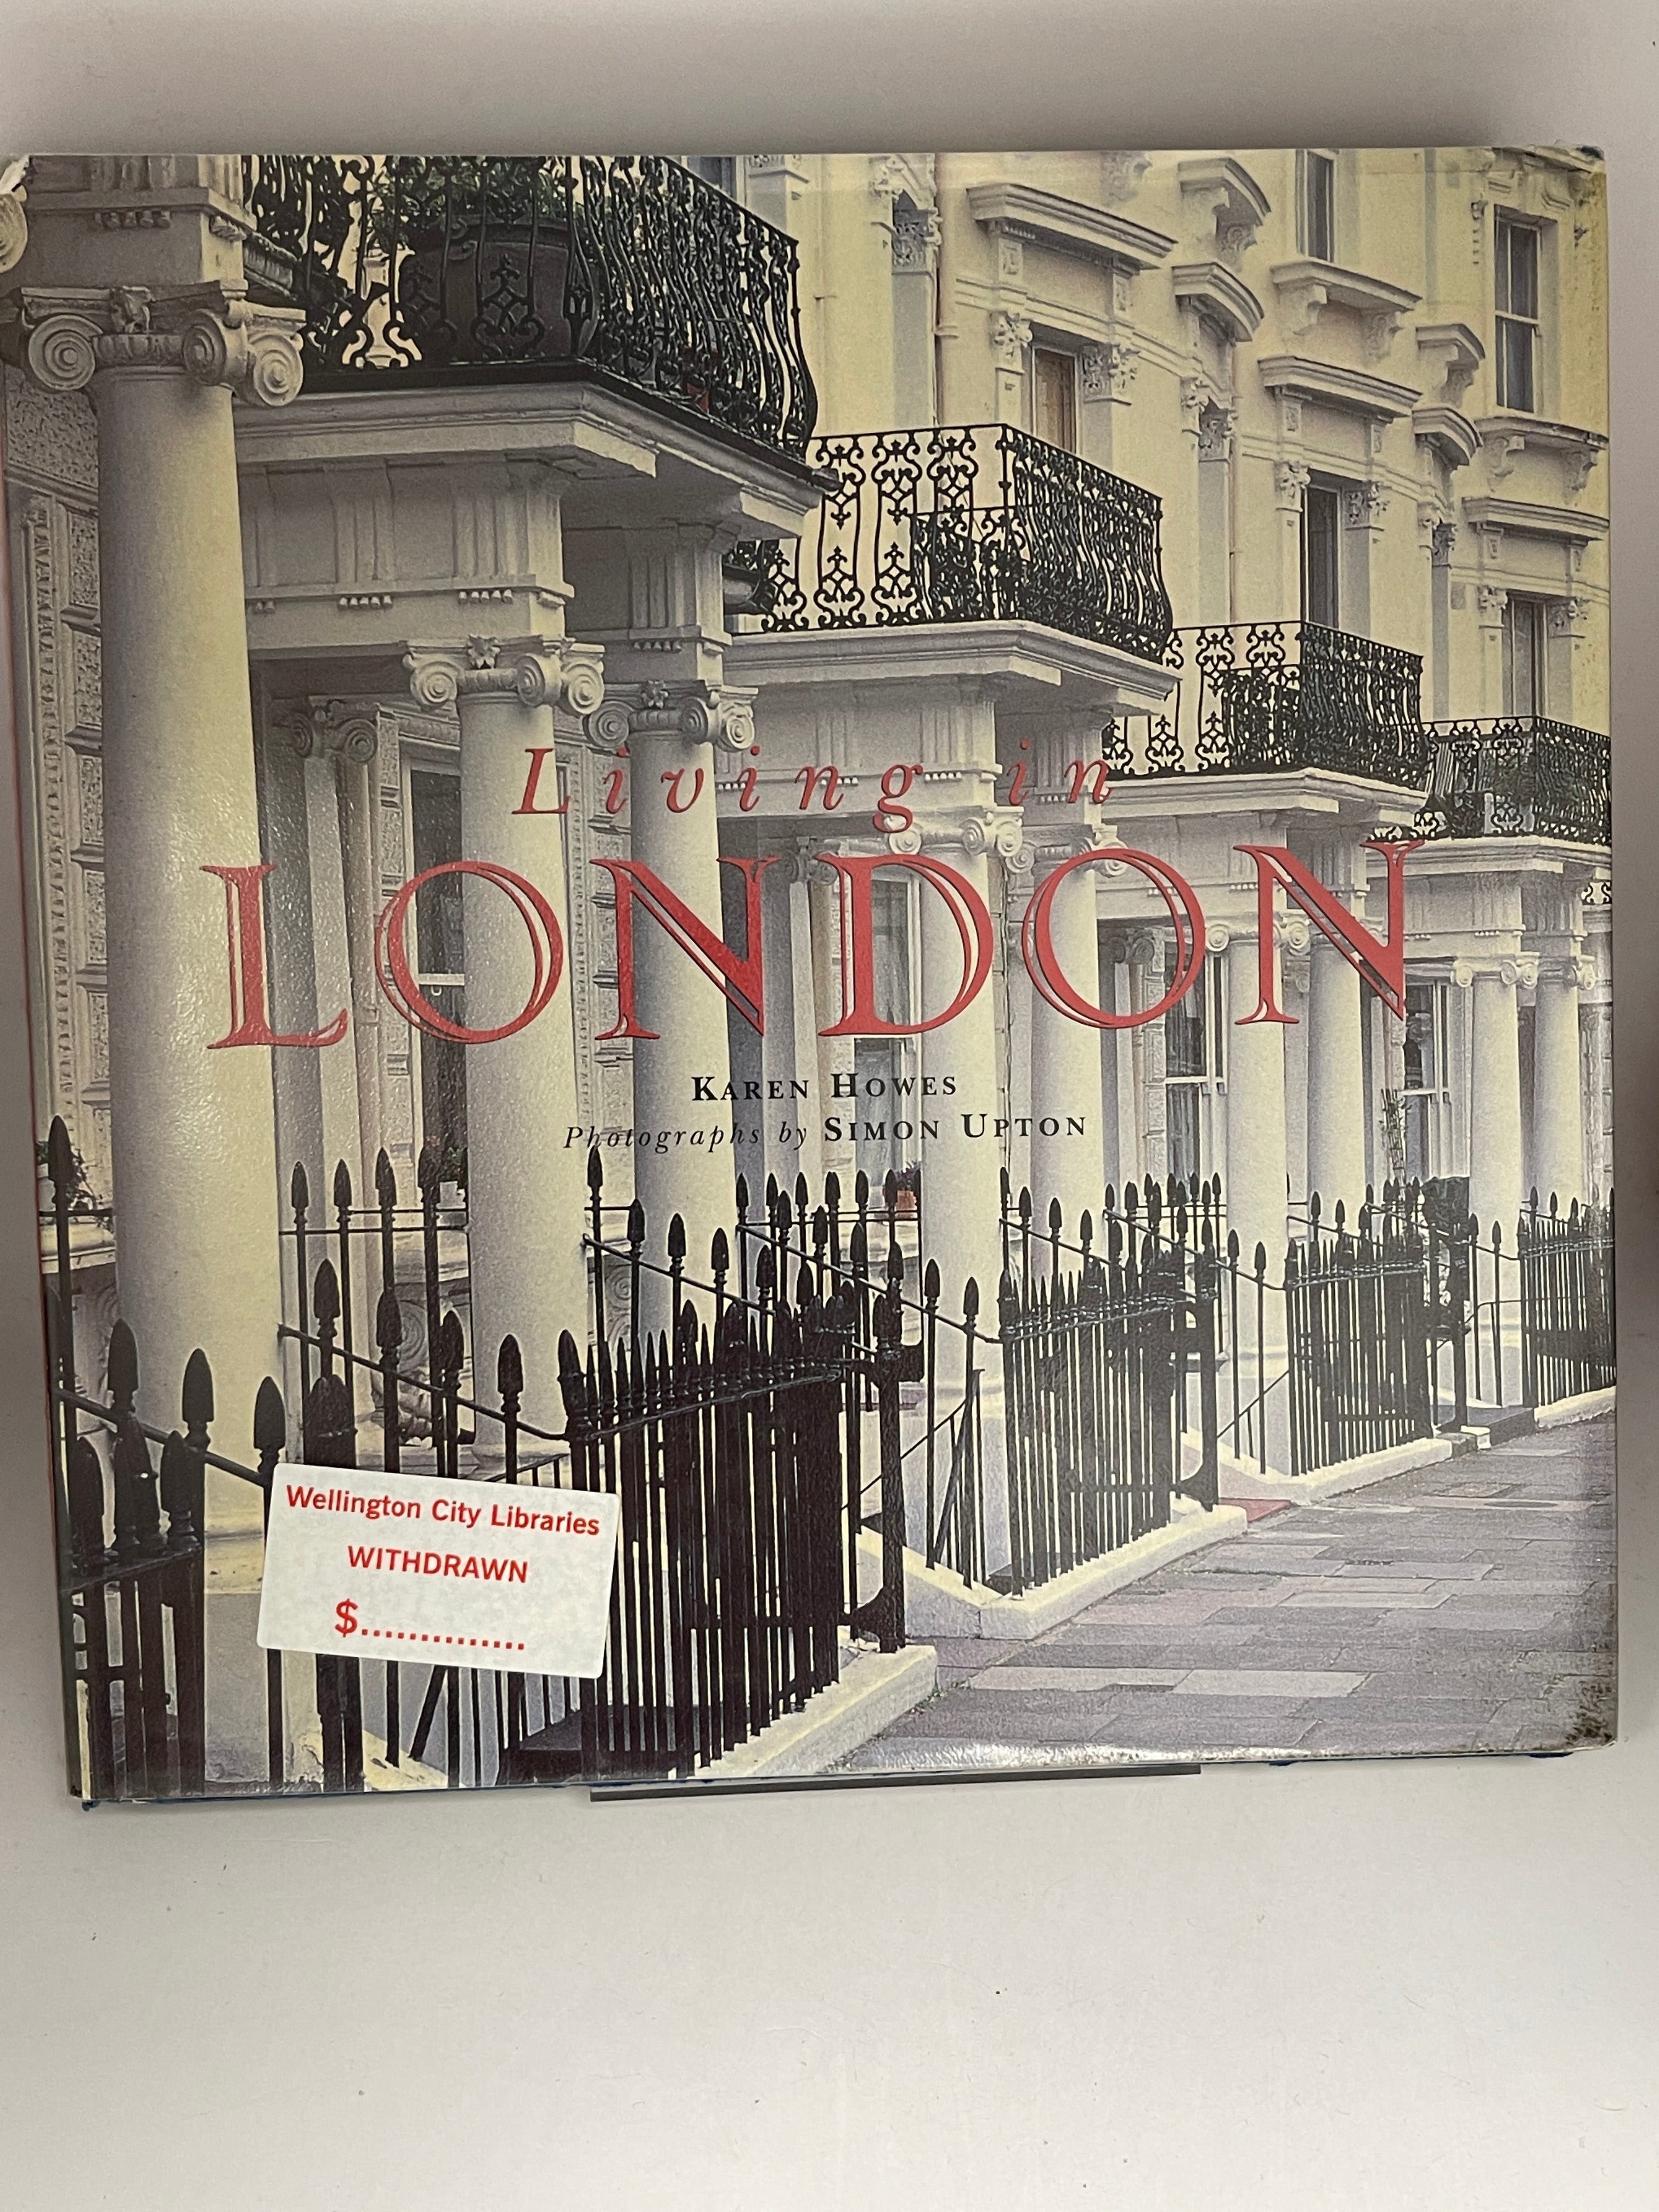 Living in
LONDON
KAREN HOWES
Photographs by SIMON UPTON
Wellington City Libraries
WITHDRAWN
$..............